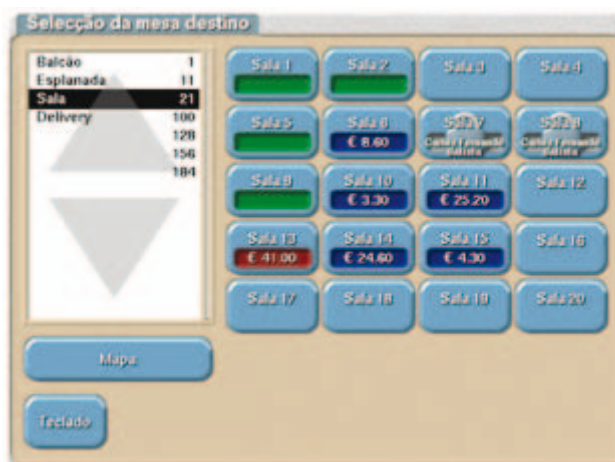 Selecção da mesa destino
Balcão 1
Esplanada 11
Sala 21
Delivery 100
128
156
184
Sala 1 Sala 2 Sala 3 Sala 4
Sala 5 Sala 6 Sala 7 Sala 8
€ 8.60
Sala 9 Sala 10 Sala 11 Sala 12
€ 3.30 € 25.20
Sala 13 Sala 14 Sala 15 Sala 16
€ 41.00 € 24.60 € 4.30
Sala 17 Sala 18 Sala 19 Sala 20
Mapa
Teclado